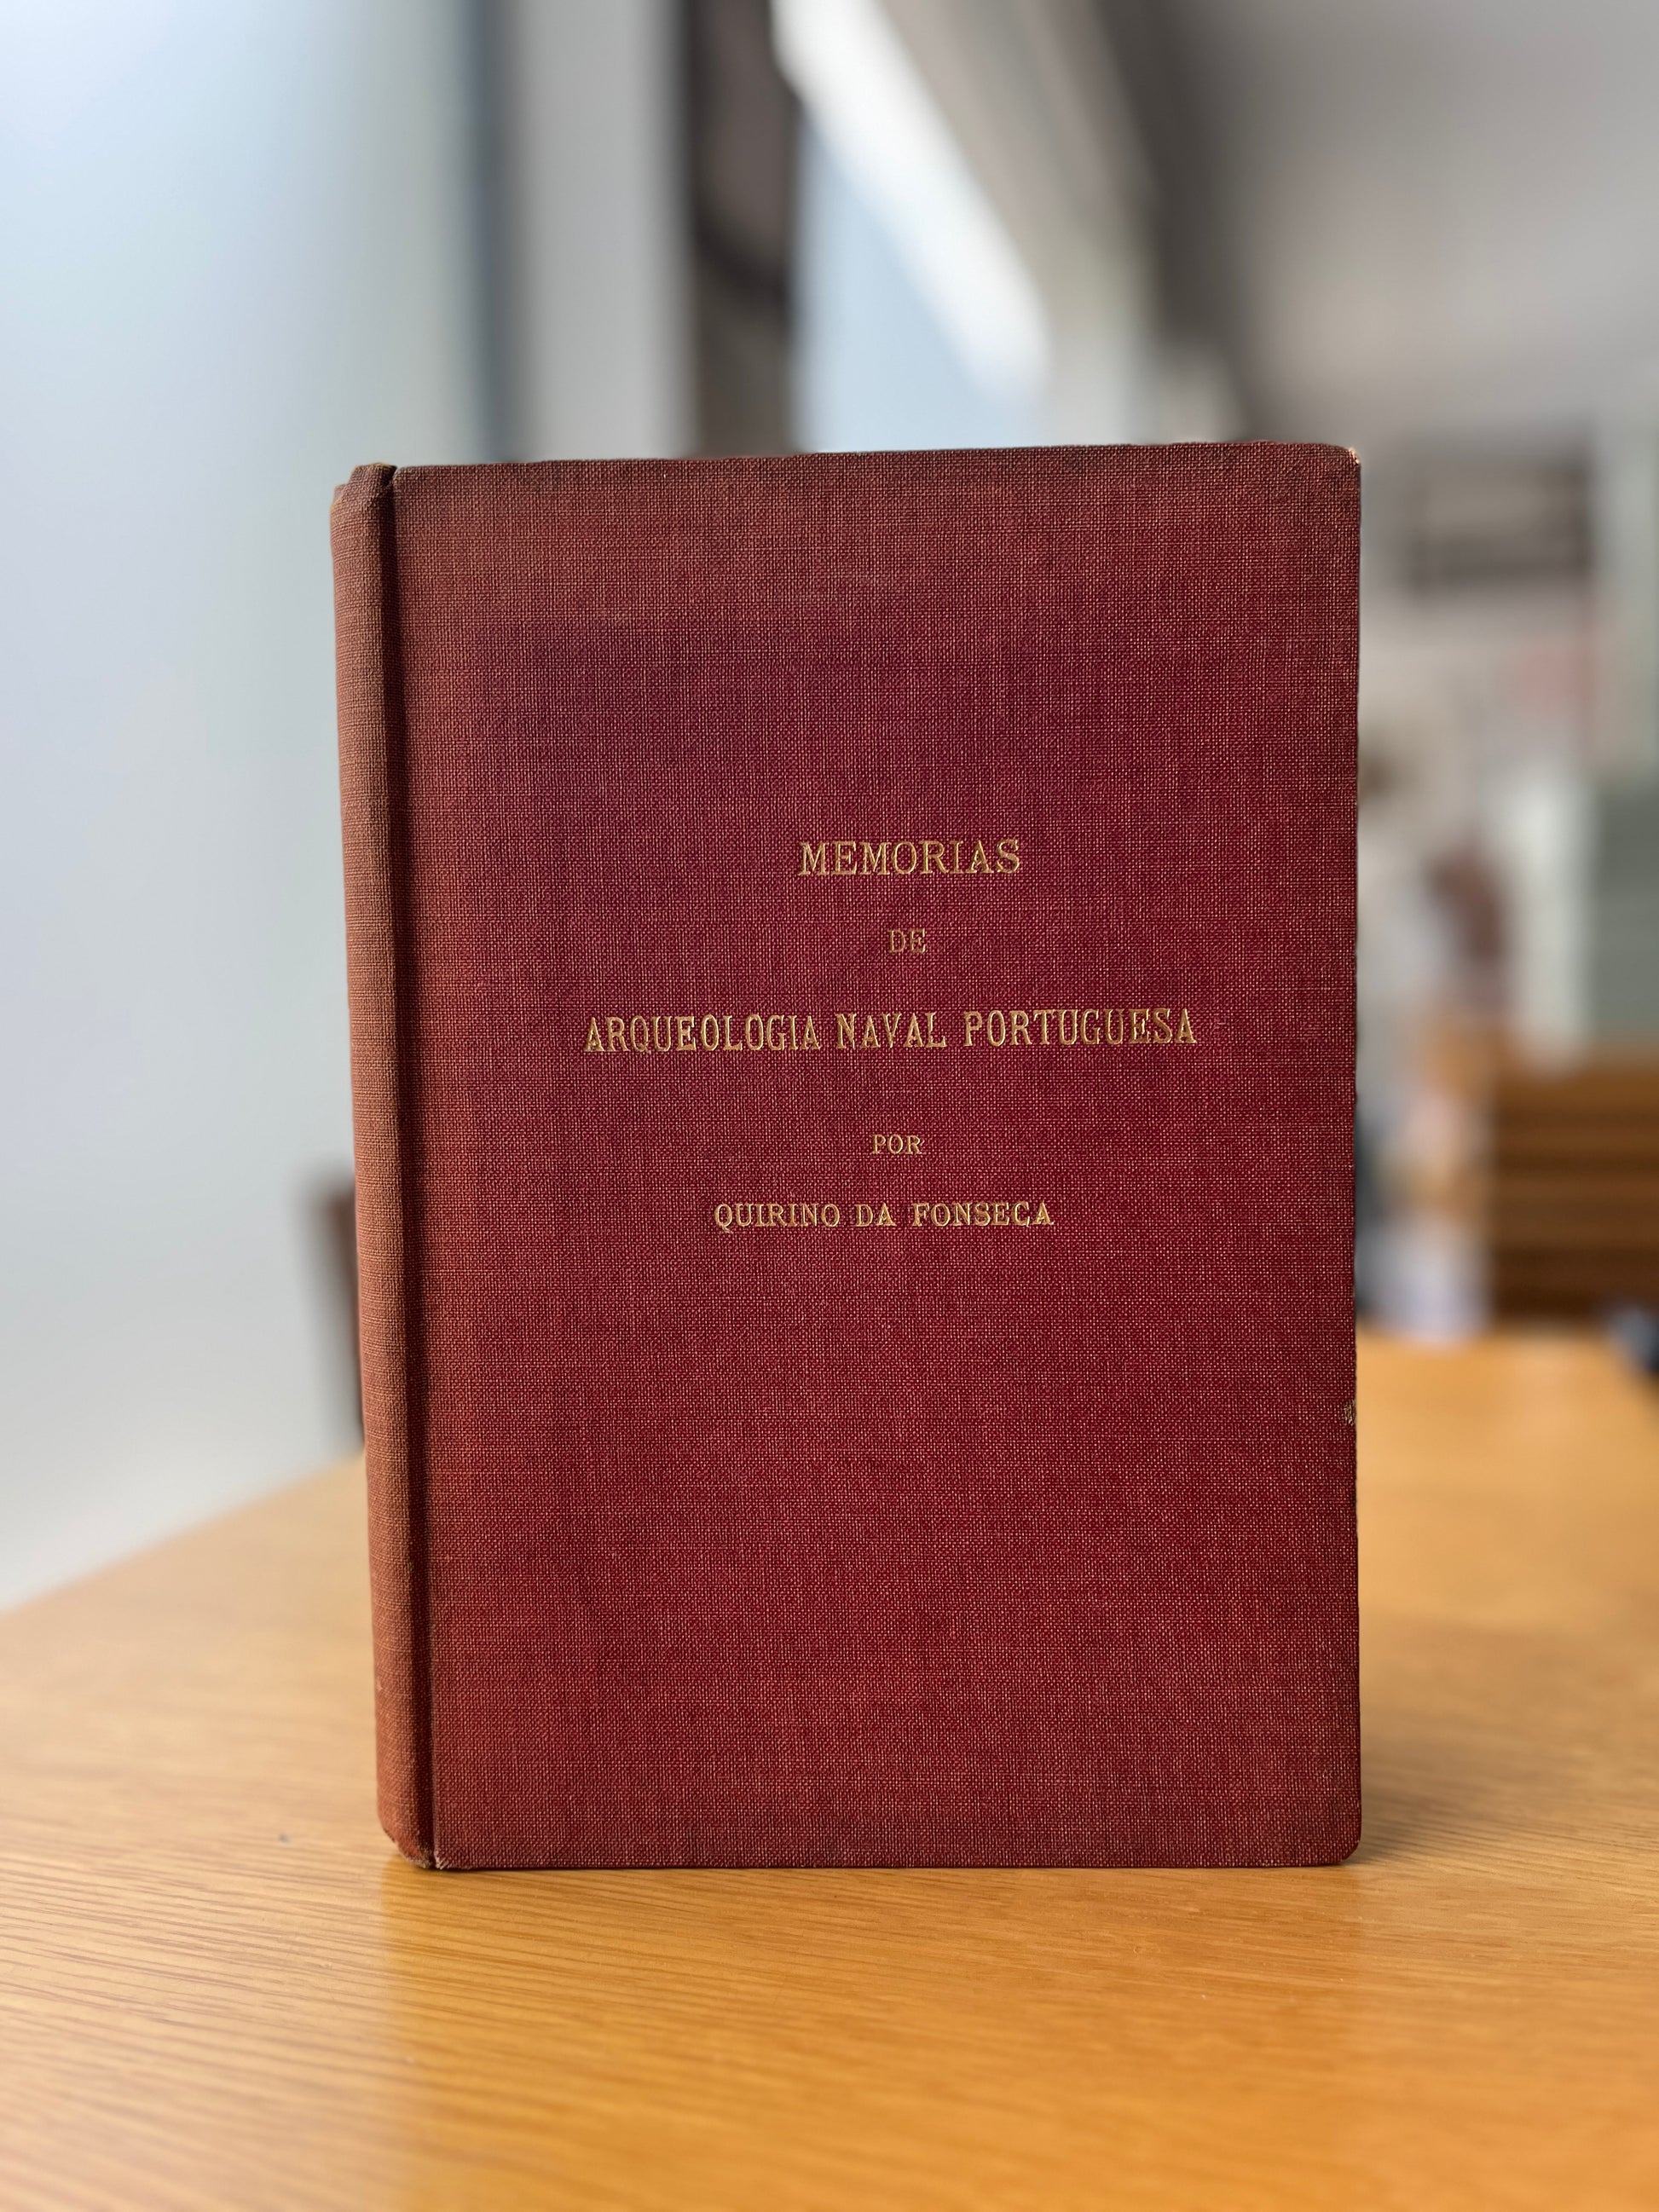 MEMORIAS
DE
ARQUEOLOGIA NAVAL PORTUGUESA
POR
QUIRINO DA FONSECA